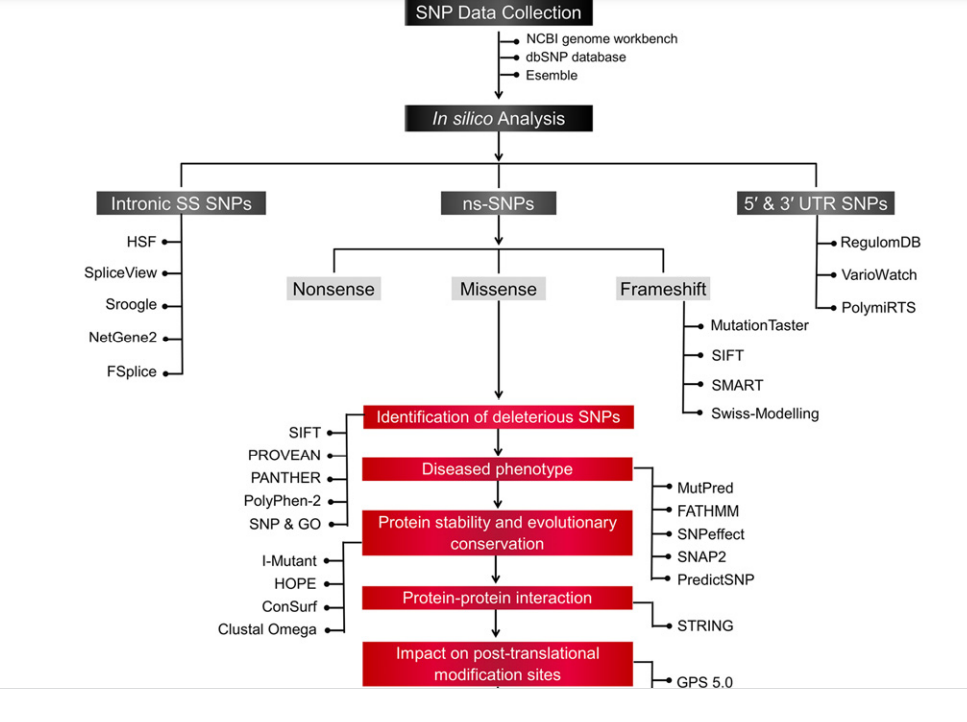 SNP Data Collection
NCBI genome workbench
dbSNP database
Esemble
In silico Analysis
Intronic SS SNPs
ns-SNPs
5′ & 3′ UTR SNPs
HSF
SpliceView
Sroogle
NetGene2
FSplice
RegulomDB
VarioWatch
PolymiRTS
Nonsense
Missense
Frameshift
MutationTaster
SIFT
SMART
Swiss-Modelling
Identification of deleterious SNPs
SIFT
PROVEAN
PANTHER
PolyPhen-2
SNP & GO
Diseased phenotype
MutPred
FATHMM
SNPeffect
SNAP2
PredictSNP
Protein stability and evolutionary
conservation
I-Mutant
HOPE
ConSurf
Clustal Omega
Protein-protein interaction
STRING
Impact on post-translational
modification sites
GPS 5.0